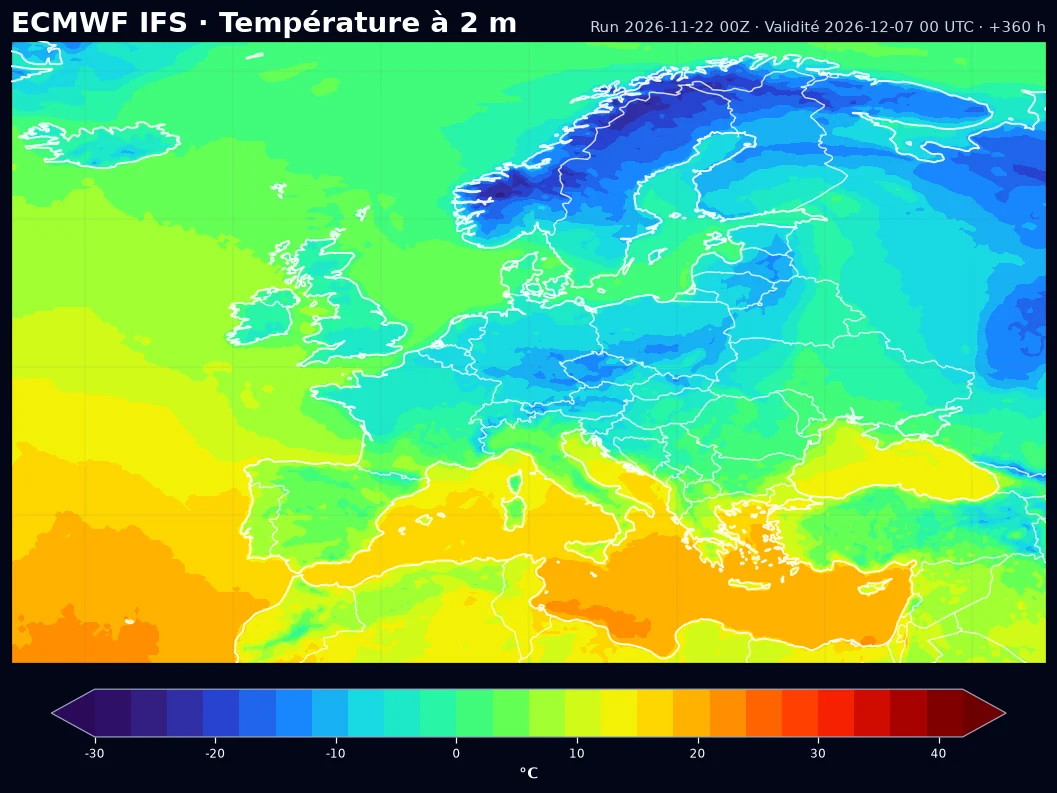 ECMWF IFS · Température à 2 m
Run 2026-11-22 00Z · Validité 2026-12-07 00 UTC · +360 h
-30 -20 -10 0 10 20 30 40
°C